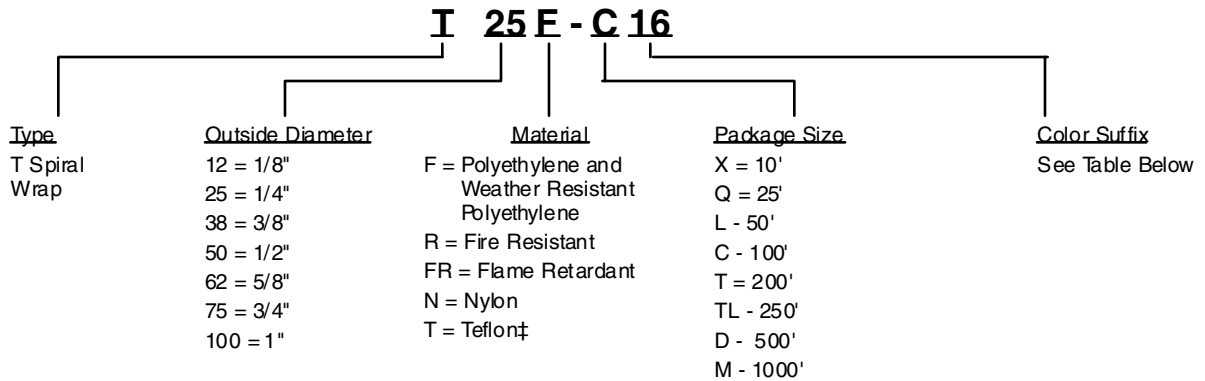 T 25 F - C 16
Type
T Spiral
Wrap
Outside Diameter
12 = 1/8"
25 = 1/4"
38 = 3/8"
50 = 1/2"
62 = 5/8"
75 = 3/4"
100 = 1"
Material
F = Polyethylene and
Weather Resistant
Polyethylene
R = Fire Resistant
FR = Flame Retardant
N = Nylon
T = Teflon‡
Package Size
X = 10'
Q = 25'
L - 50'
C - 100'
T = 200'
TL - 250'
D - 500'
M - 1000'
Color Suffix
See Table Below